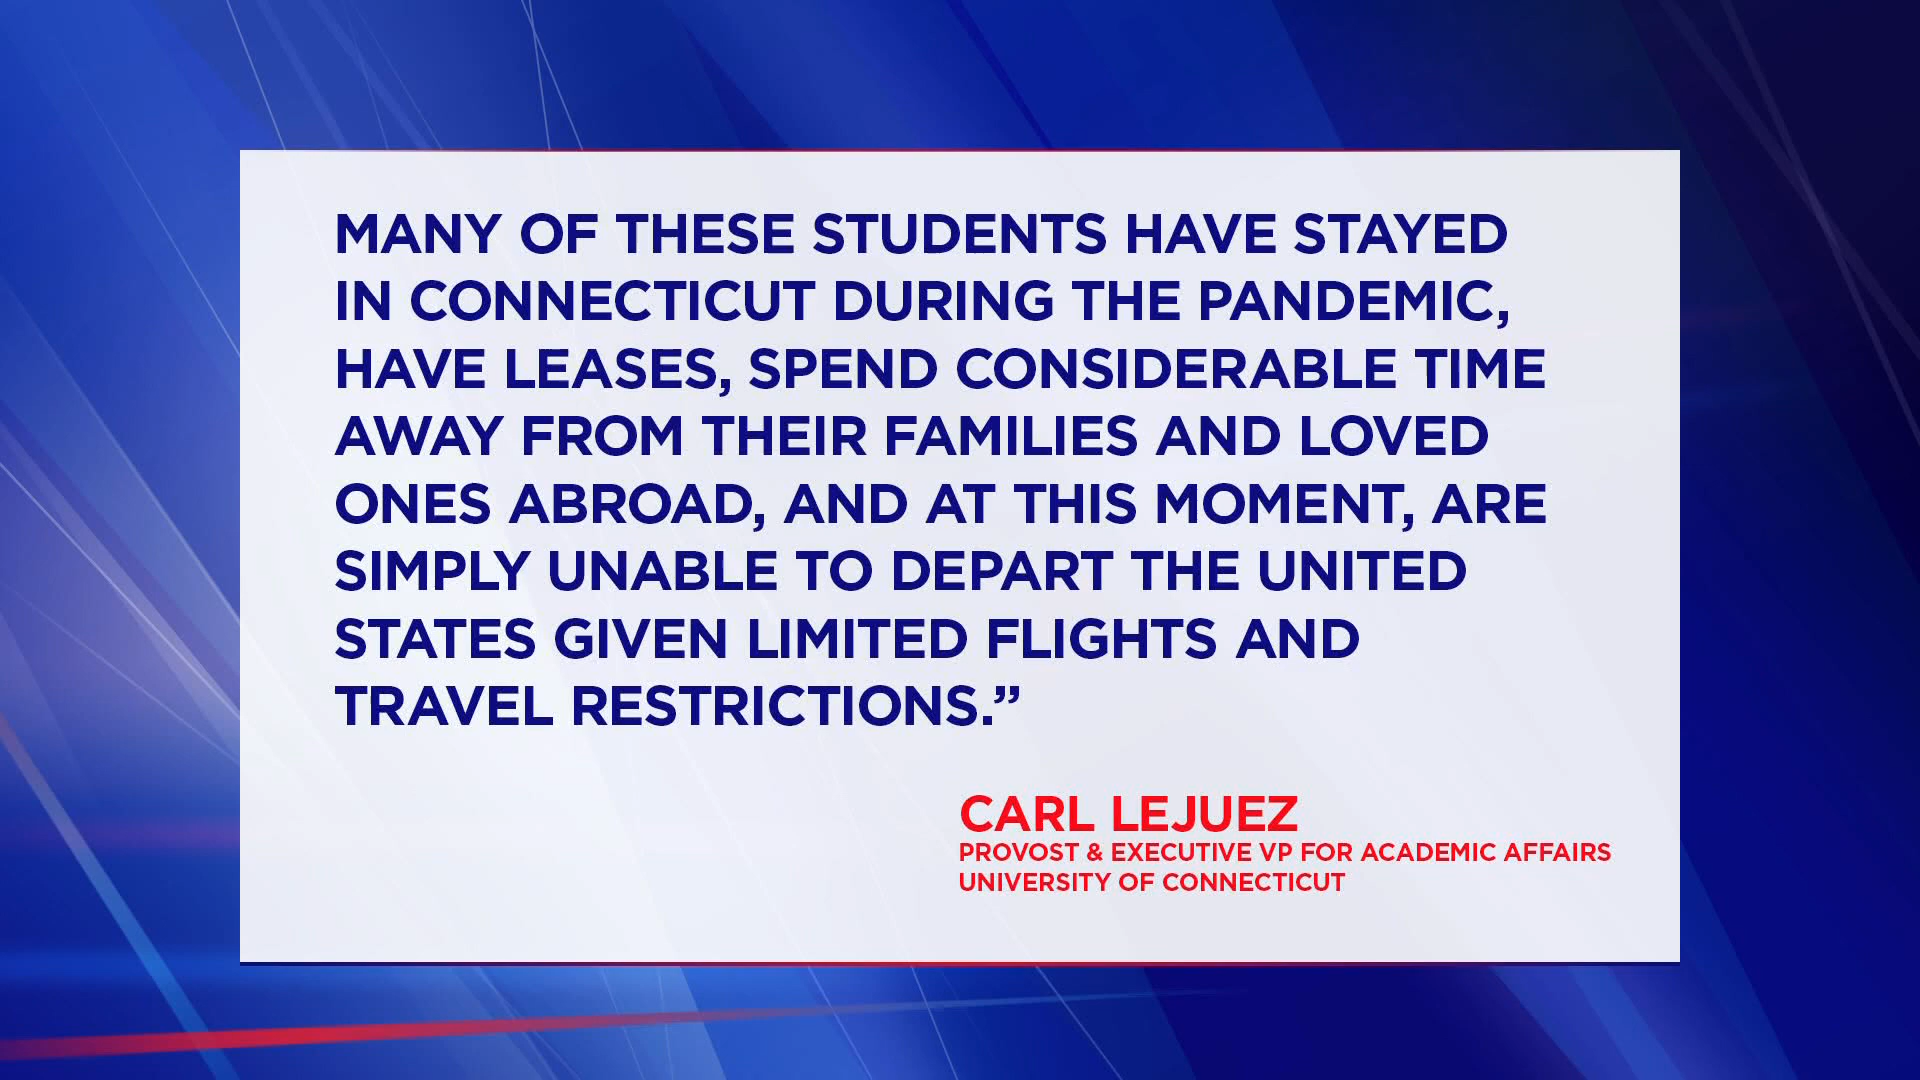 MANY OF THESE STUDENTS HAVE STAYED
IN CONNECTICUT DURING THE PANDEMIC,
HAVE LEASES, SPEND CONSIDERABLE TIME
AWAY FROM THEIR FAMILIES AND LOVED
ONES ABROAD, AND AT THIS MOMENT, ARE
SIMPLY UNABLE TO DEPART THE UNITED
STATES GIVEN LIMITED FLIGHTS AND
TRAVEL RESTRICTIONS.”
CARL LEJUEZ
PROVOST & EXECUTIVE VP FOR ACADEMIC AFFAIRS
UNIVERSITY OF CONNECTICUT